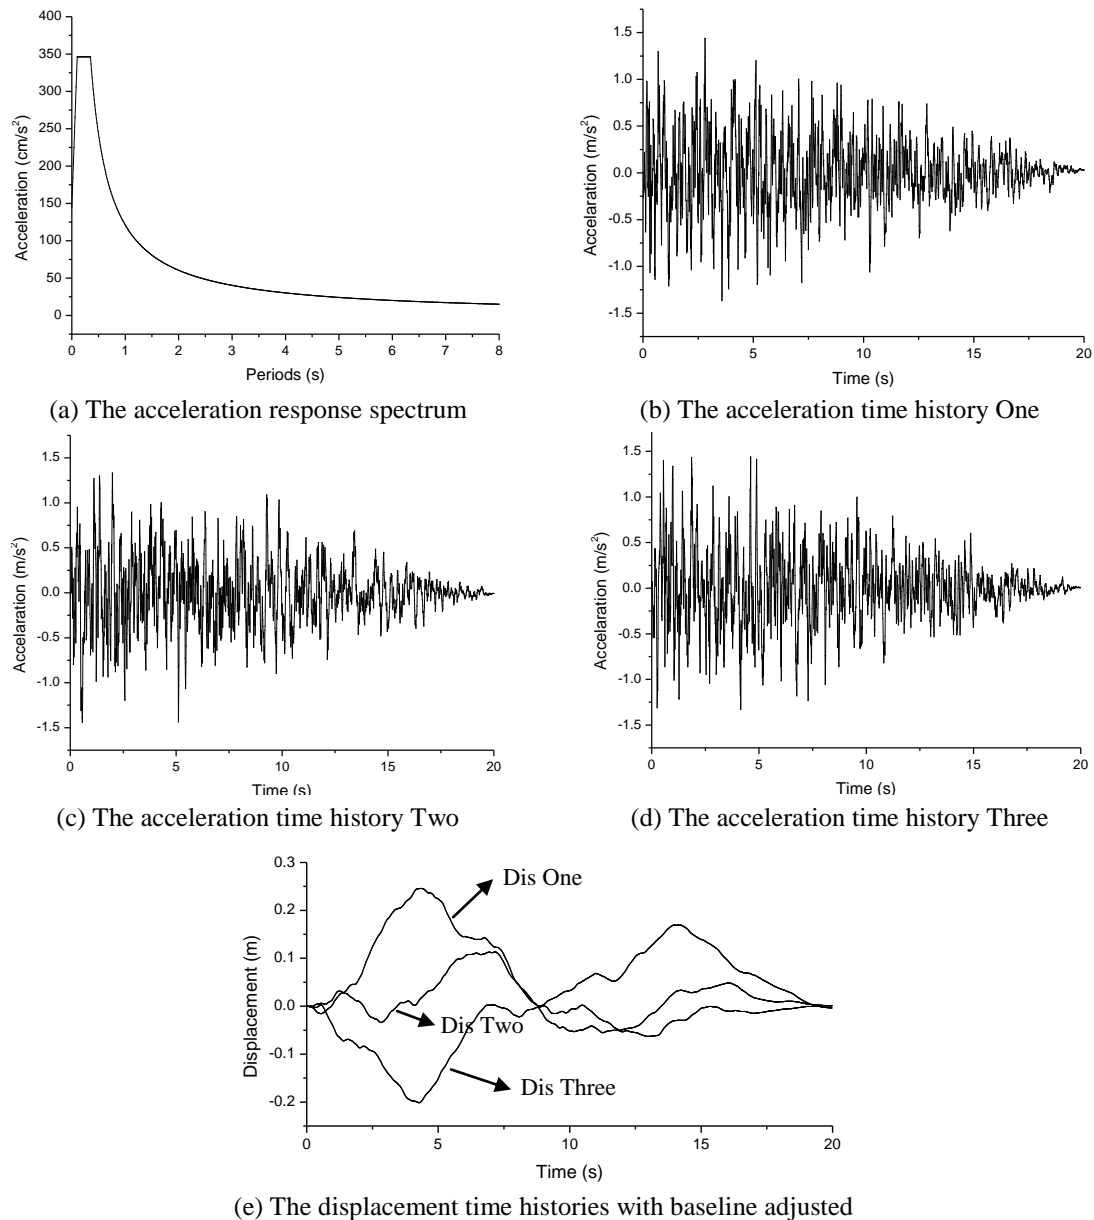 400
350
300
250
200
150
100
50
0
Acceleration (cm/s²)
0 1 2 3 4 5 6 7 8
Periods (s)
(a) The acceleration response spectrum
1.5
1.0
0.5
0.0
-0.5
-1.0
-1.5
Accelaration (m/s²)
0 5 10 15 20
Time (s)
(b) The acceleration time history One
1.5
1.0
0.5
0.0
-0.5
-1.0
-1.5
Accelaration (m/s²)
0 5 10 15 20
Time (s)
(c) The acceleration time history Two
1.5
1.0
0.5
0.0
-0.5
-1.0
-1.5
Accelaration (m/s²)
0 5 10 15 20
Time (s)
(d) The acceleration time history Three
0.3
0.2
0.1
0.0
-0.1
-0.2
Displacement (m)
Dis One
Dis Two
Dis Three
0 5 10 15 20
Time (s)
(e) The displacement time histories with baseline adjusted